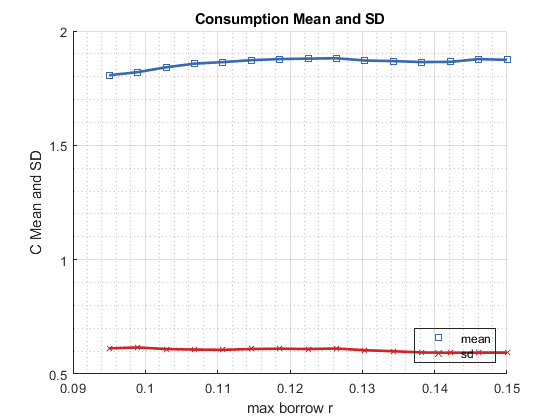 Consumption Mean and SD
2
1.5
1
0.5
C Mean and SD
mean
sd
0.09
0.1
0.11
0.12
0.13
0.14
0.15
max borrow r